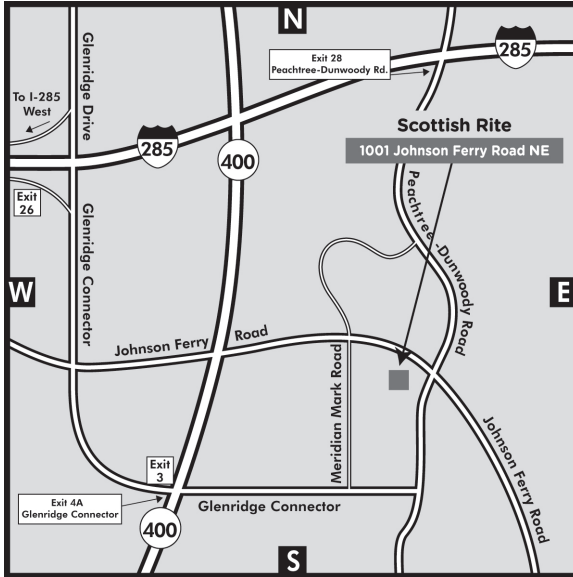 N
Glenridge Drive
Exit 28
Peachtree-Dunwoody Rd.
285
To I-285
West
Scottish Rite
1001 Johnson Ferry Road NE
285
400
Exit
26
Glenridge Connector
Peachtree-Dunwoody Road
W
E
Johnson Ferry Road
Meridian Mark Road
Johnson Ferry Road
Exit
3
Exit 4A
Glenridge Connector
Glenridge Connector
400
S